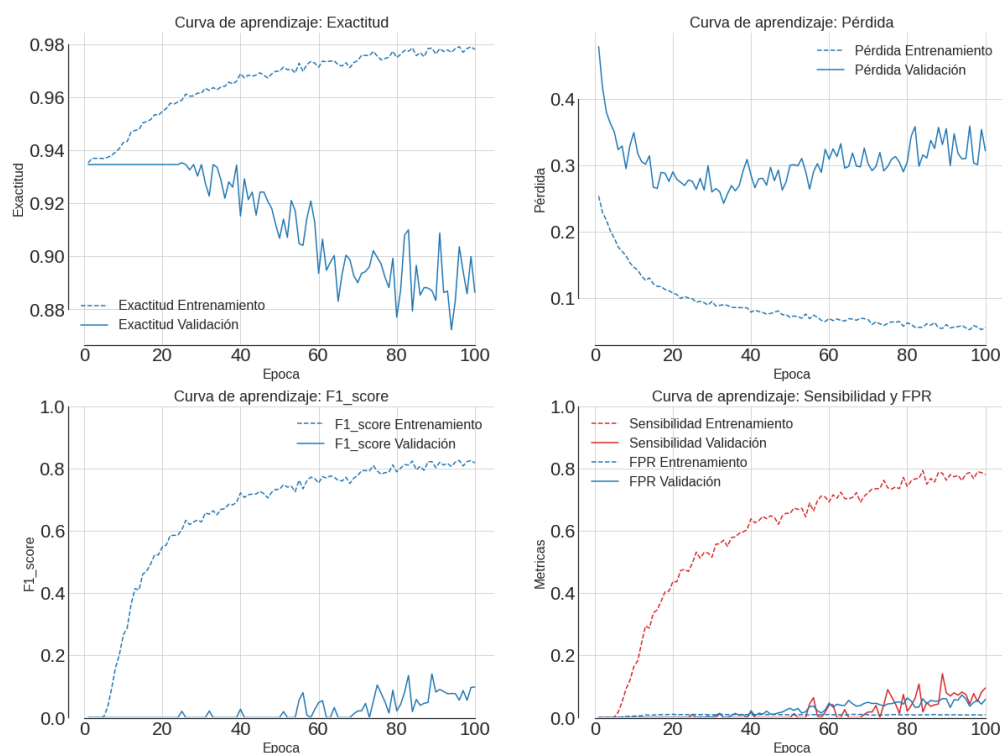 Curva de aprendizaje: Exactitud
0.98
0.96
0.94
0.92
0.90
0.88
Exactitud
Exactitud Entrenamiento
Exactitud Validación
0 20 40 60 80 100
Epoca
Curva de aprendizaje: Pérdida
Pérdida Entrenamiento
Pérdida Validación
0.4
0.3
0.2
0.1
Pérdida
0 20 40 60 80 100
Epoca
Curva de aprendizaje: F1_score
1.0
0.8
0.6
0.4
0.2
0.0
F1_score
F1_score Entrenamiento
F1_score Validación
0 20 40 60 80 100
Epoca
Curva de aprendizaje: Sensibilidad y FPR
1.0
0.8
0.6
0.4
0.2
0.0
Metricas
Sensibilidad Entrenamiento
Sensibilidad Validación
FPR Entrenamiento
FPR Validación
0 20 40 60 80 100
Epoca